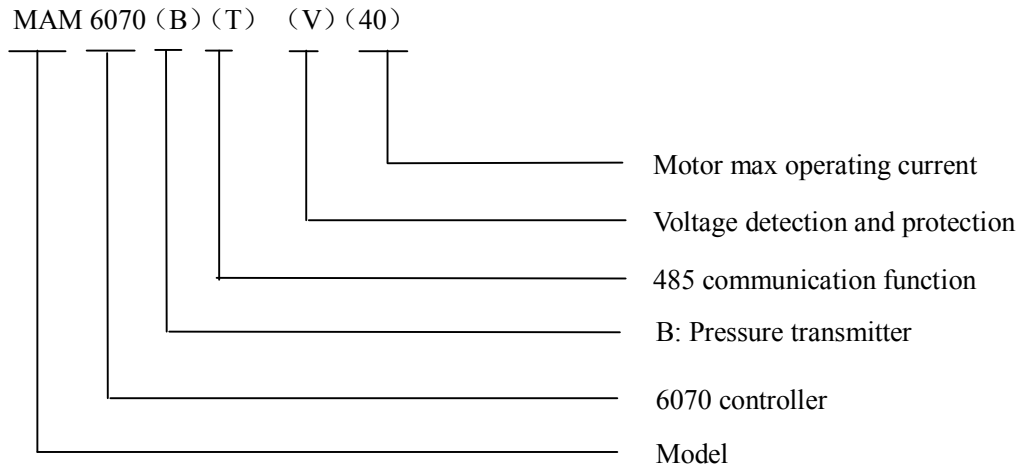 MAM 6070（B）（T） （V）（40）
Motor max operating current
Voltage detection and protection
485 communication function
B: Pressure transmitter
6070 controller
Model